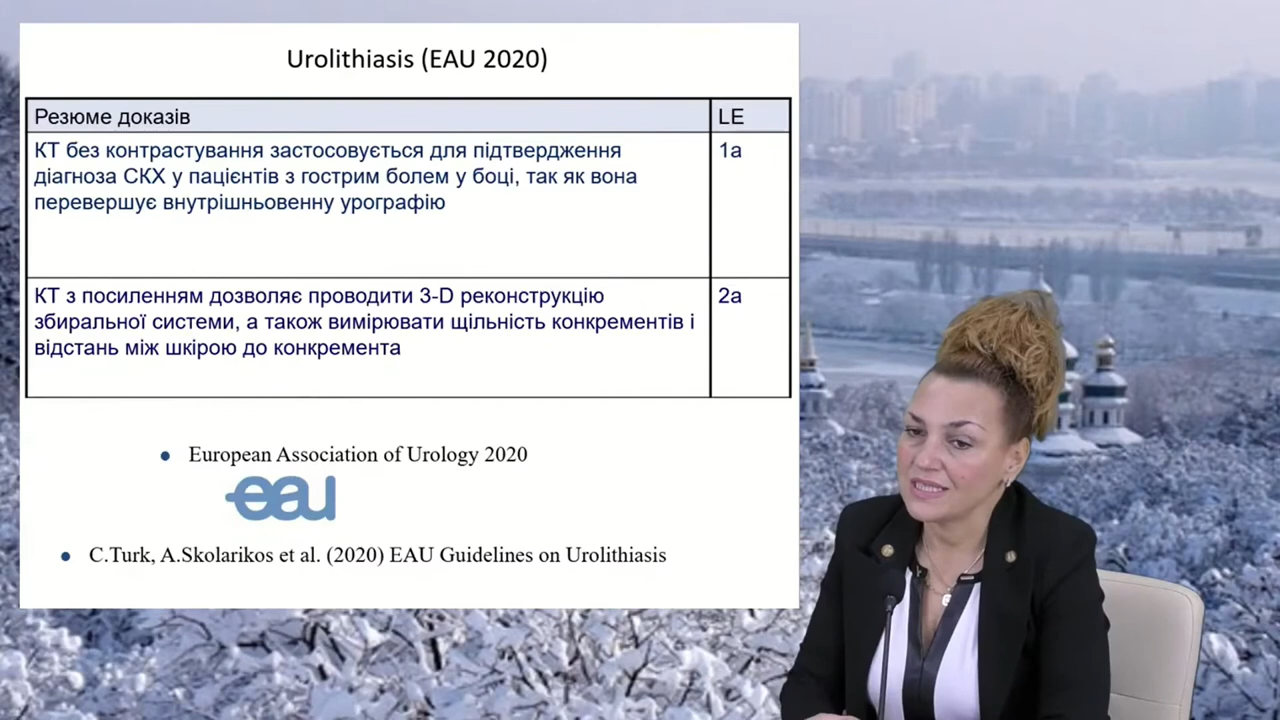 Urolithiasis (EAU 2020)
Резюме доказів
LE
КТ без контрастування застосовується для підтвердження
діагноза СКХ у пацієнтів з гострим болем у боці, так як вона
перевершує внутрішньовенну урографію
1a
КТ з посиленням дозволяє проводити 3-D реконструкцію
збиральної системи, а також вимірювати щільність конкрементів і
відстань між шкірою до конкремента
2a
• European Association of Urology 2020
eau
• C.Turk, A.Skolarikos et al. (2020) EAU Guidelines on Urolithiasis